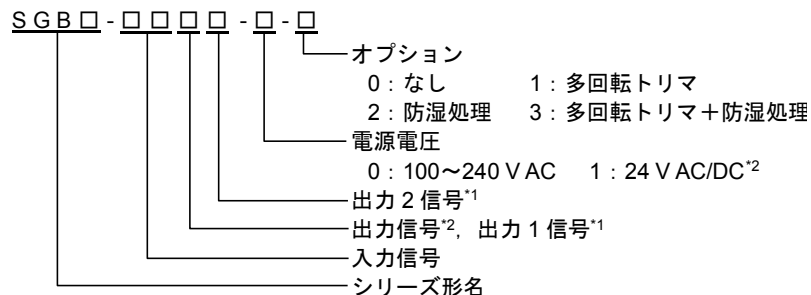 SGB□-□□□□-□-□
オプション
0：なし 1：多回転トリマ
2：防湿処理 3：多回転トリマ＋防湿処理
電源電圧
0：100～240 V AC 1：24 V AC/DC*2
出力 2 信号*1
出力信号*2，出力 1 信号*1
入力信号
シリーズ形名